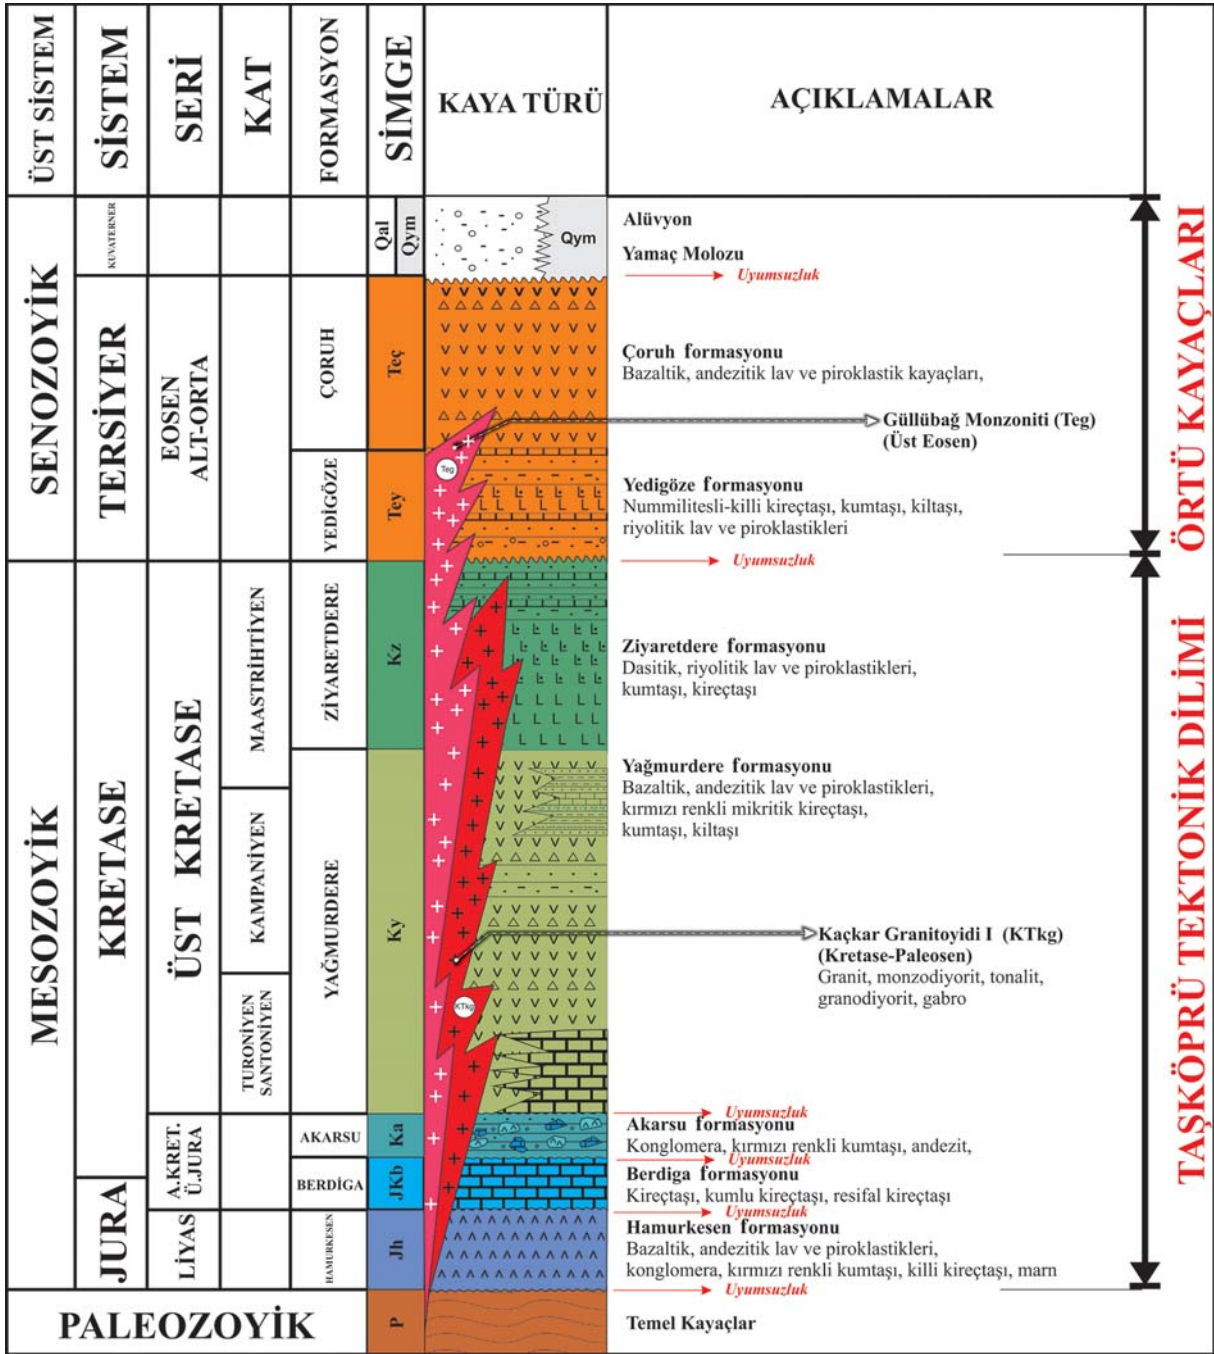 ÜST SİSTEM
SİSTEM
SERİ
KAT
FORMASYON
SİMGE
KAYA TÜRÜ
AÇIKLAMALAR
SENOZOYİK
KUVATERNER
Qal
Qym
Qym
Alüvyon
Yamaç Molozu
Uyumsuzluk
TERSİYER
EOSEN
ALT-ORTA
ÇORUH
Teç
Çoruh formasyonu
Bazaltik, andezitik lav ve piroklastik kayaçları,
Güllübağ Monzoniti (Teg)
(Üst Eosen)
Teg
YEDİGÖZE
Tey
Yedigöze formasyonu
Nummilitesli-killi kireçtaşı, kumtaşı, kiltaşı,
riyolitik lav ve piroklastikleri
Uyumsuzluk
ÖRTÜ KAYAÇLARI
MESOZOYİK
KRETASE
ÜST KRETASE
MAASTRİHTİYEN
ZİYARETDERE
Kz
Ziyaretdere formasyonu
Dasitik, riyolitik lav ve piroklastikleri,
kumtaşı, kireçtaşı
KAMPANİYEN
YAĞMURDERE
Ky
Yağmurdere formasyonu
Bazaltik, andezitik lav ve piroklastikleri,
kırmızı renkli mikritik kireçtaşı,
kumtaşı, kiltaşı
Kaçkar Granitoyidi I (KTkg)
(Kretase-Paleosen)
Granit, monzodiyorit, tonalit,
granodiyorit, gabro
KTkg
TURONİYEN
SANTONİYEN
Uyumsuzluk
A.KRET.
Ü.JURA
AKARSU
Ka
Akarsu formasyonu
Konglomera, kırmızı renkli kumtaşı, andezit,
Uyumsuzluk
BERDİGA
JKb
Berdiga formasyonu
Kireçtaşı, kumlu kireçtaşı, resifal kireçtaşı
Uyumsuzluk
JURA
LİYAS
HAMURKESEN
Jh
Hamurkesen formasyonu
Bazaltik, andezitik lav ve piroklastikleri,
konglomera, kırmızı renkli kumtaşı, killi kireçtaşı, marn
Uyumsuzluk
TAŞKÖPRÜ TEKTONİK DİLİMİ
PALEOZOYİK
P
Temel Kayaçlar